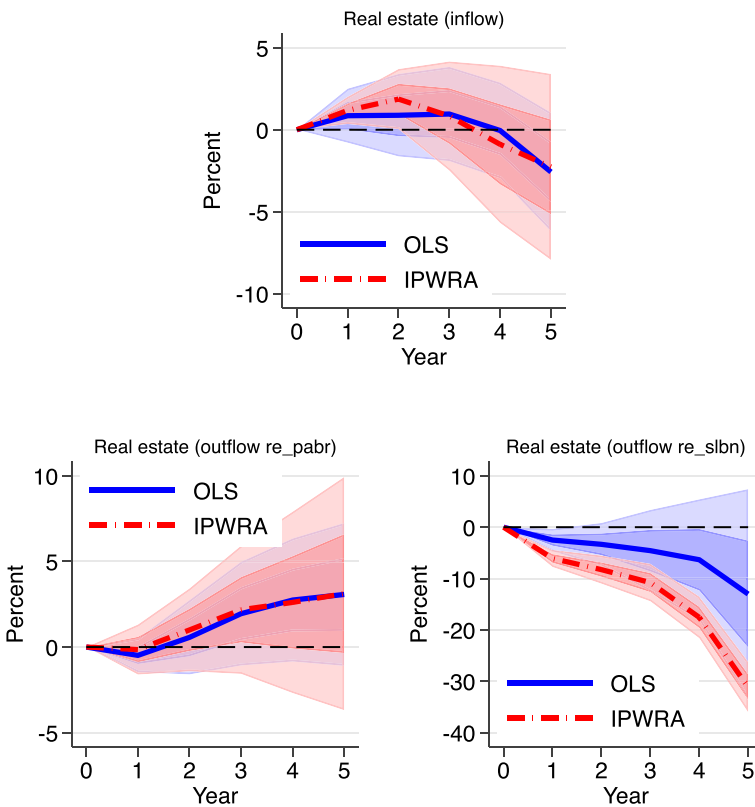 Real estate (inflow)
5
0
-5
-10
Percent
OLS
IPWRA
0 1 2 3 4 5
Year
Real estate (outflow re_pabr)
10
5
0
-5
Percent
OLS
IPWRA
0 1 2 3 4 5
Year
Real estate (outflow re_slbn)
10
0
-10
-20
-30
-40
Percent
OLS
IPWRA
0 1 2 3 4 5
Year